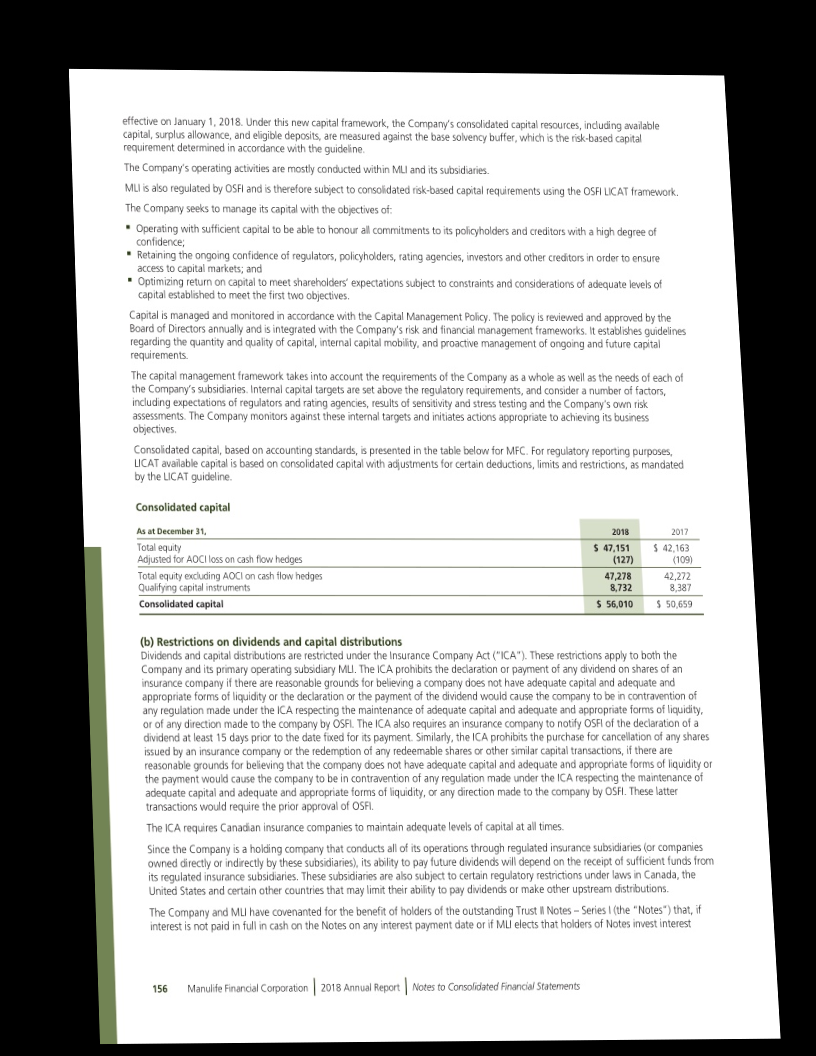 effective on January 1, 2018. Under this new capital framework, the Company's consolidated capital resources, including available
capital, surplus allowance, and eligible deposits, are measured against the base solvency buffer, which is the risk-based capital
requirement determined in accordance with the guideline.
The Company's operating activities are mostly conducted within MLI and its subsidiaries.
MLI is also regulated by OSFI and is therefore subject to consolidated risk-based capital requirements using the OSFI LICAT framework.
The Company seeks to manage its capital with the objectives of:
▪ Operating with sufficient capital to be able to honour all commitments to its policyholders and creditors with a high degree of
confidence;
▪ Retaining the ongoing confidence of regulators, policyholders, rating agencies, investors and other creditors in order to ensure
access to capital markets; and
▪ Optimizing return on capital to meet shareholders' expectations subject to constraints and considerations of adequate levels of
capital established to meet the first two objectives.
Capital is managed and monitored in accordance with the Capital Management Policy. The policy is reviewed and approved by the
Board of Directors annually and is integrated with the Company's risk and financial management frameworks. It establishes guidelines
regarding the quantity and quality of capital, internal capital mobility, and proactive management of ongoing and future capital
requirements.
The capital management framework takes into account the requirements of the Company as a whole as well as the needs of each of
the Company's subsidiaries. Internal capital targets are set above the regulatory requirements, and consider a number of factors,
including expectations of regulators and rating agencies, results of sensitivity and stress testing and the Company's own risk
assessments. The Company monitors against these internal targets and initiates actions appropriate to achieving its business
objectives.
Consolidated capital, based on accounting standards, is presented in the table below for MFC. For regulatory reporting purposes,
LICAT available capital is based on consolidated capital with adjustments for certain deductions, limits and restrictions, as mandated
by the LICAT guideline.
Consolidated capital
As at December 31, 2018 2017
Total equity $ 47,151 $ 42,163
Adjusted for AOCI loss on cash flow hedges (127) (109)
Total equity excluding AOCI on cash flow hedges 47,278 42,272
Qualifying capital instruments 8,732 8,387
Consolidated capital $ 56,010 $ 50,659
(b) Restrictions on dividends and capital distributions
Dividends and capital distributions are restricted under the Insurance Company Act ("ICA"). These restrictions apply to both the
Company and its primary operating subsidiary MLI. The ICA prohibits the declaration or payment of any dividend on shares of an
insurance company if there are reasonable grounds for believing a company does not have adequate capital and adequate and
appropriate forms of liquidity or the declaration or the payment of the dividend would cause the company to be in contravention of
any regulation made under the ICA respecting the maintenance of adequate capital and adequate and appropriate forms of liquidity,
or of any direction made to the company by OSFI. The ICA also requires an insurance company to notify OSFI of the declaration of a
dividend at least 15 days prior to the date fixed for its payment. Similarly, the ICA prohibits the purchase for cancellation of any shares
issued by an insurance company or the redemption of any redeemable shares or other similar capital transactions, if there are
reasonable grounds for believing that the company does not have adequate capital and adequate and appropriate forms of liquidity or
the payment would cause the company to be in contravention of any regulation made under the ICA respecting the maintenance of
adequate capital and adequate and appropriate forms of liquidity, or any direction made to the company by OSFI. These latter
transactions would require the prior approval of OSFI.
The ICA requires Canadian insurance companies to maintain adequate levels of capital at all times.
Since the Company is a holding company that conducts all of its operations through regulated insurance subsidiaries (or companies
owned directly or indirectly by these subsidiaries), its ability to pay future dividends will depend on the receipt of sufficient funds from
its regulated insurance subsidiaries. These subsidiaries are also subject to certain regulatory restrictions under laws in Canada, the
United States and certain other countries that may limit their ability to pay dividends or make other upstream distributions.
The Company and MLI have covenanted for the benefit of holders of the outstanding Trust II Notes – Series I (the "Notes") that, if
interest is not paid in full in cash on the Notes on any interest payment date or if MLI elects that holders of Notes invest interest
156 Manulife Financial Corporation | 2018 Annual Report | Notes to Consolidated Financial Statements